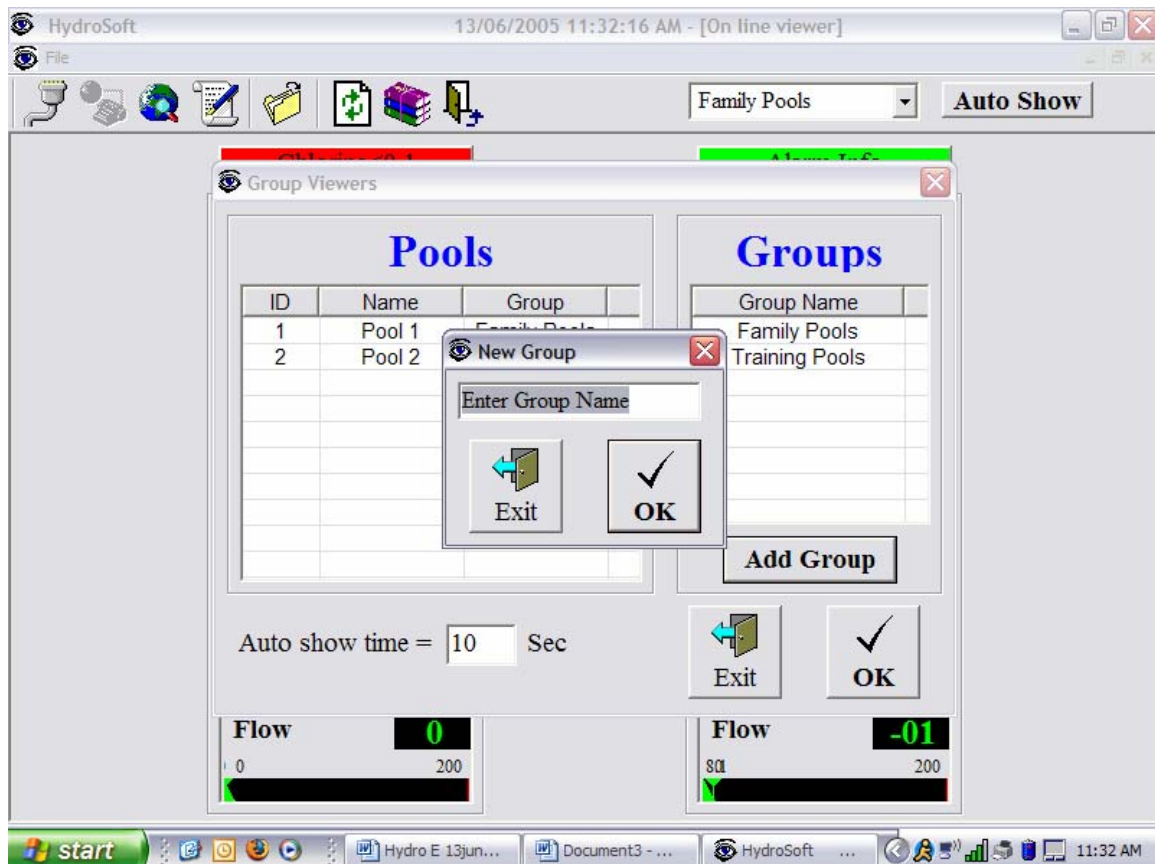 HydroSoft 13/06/2005 11:32:16 AM - [On line viewer]
File
Family Pools Auto Show
Group Viewers
Pools Groups
ID Name Group Group Name
1 Pool 1 Family Pools
2 Pool 2 Training Pools
New Group
Enter Group Name
Exit OK
Add Group
Auto show time = 10 Sec
Exit OK
Flow 0 Flow -01
0 200 200
start Hydro E 13jun... Document3 - ... HydroSoft ... 11:32 AM